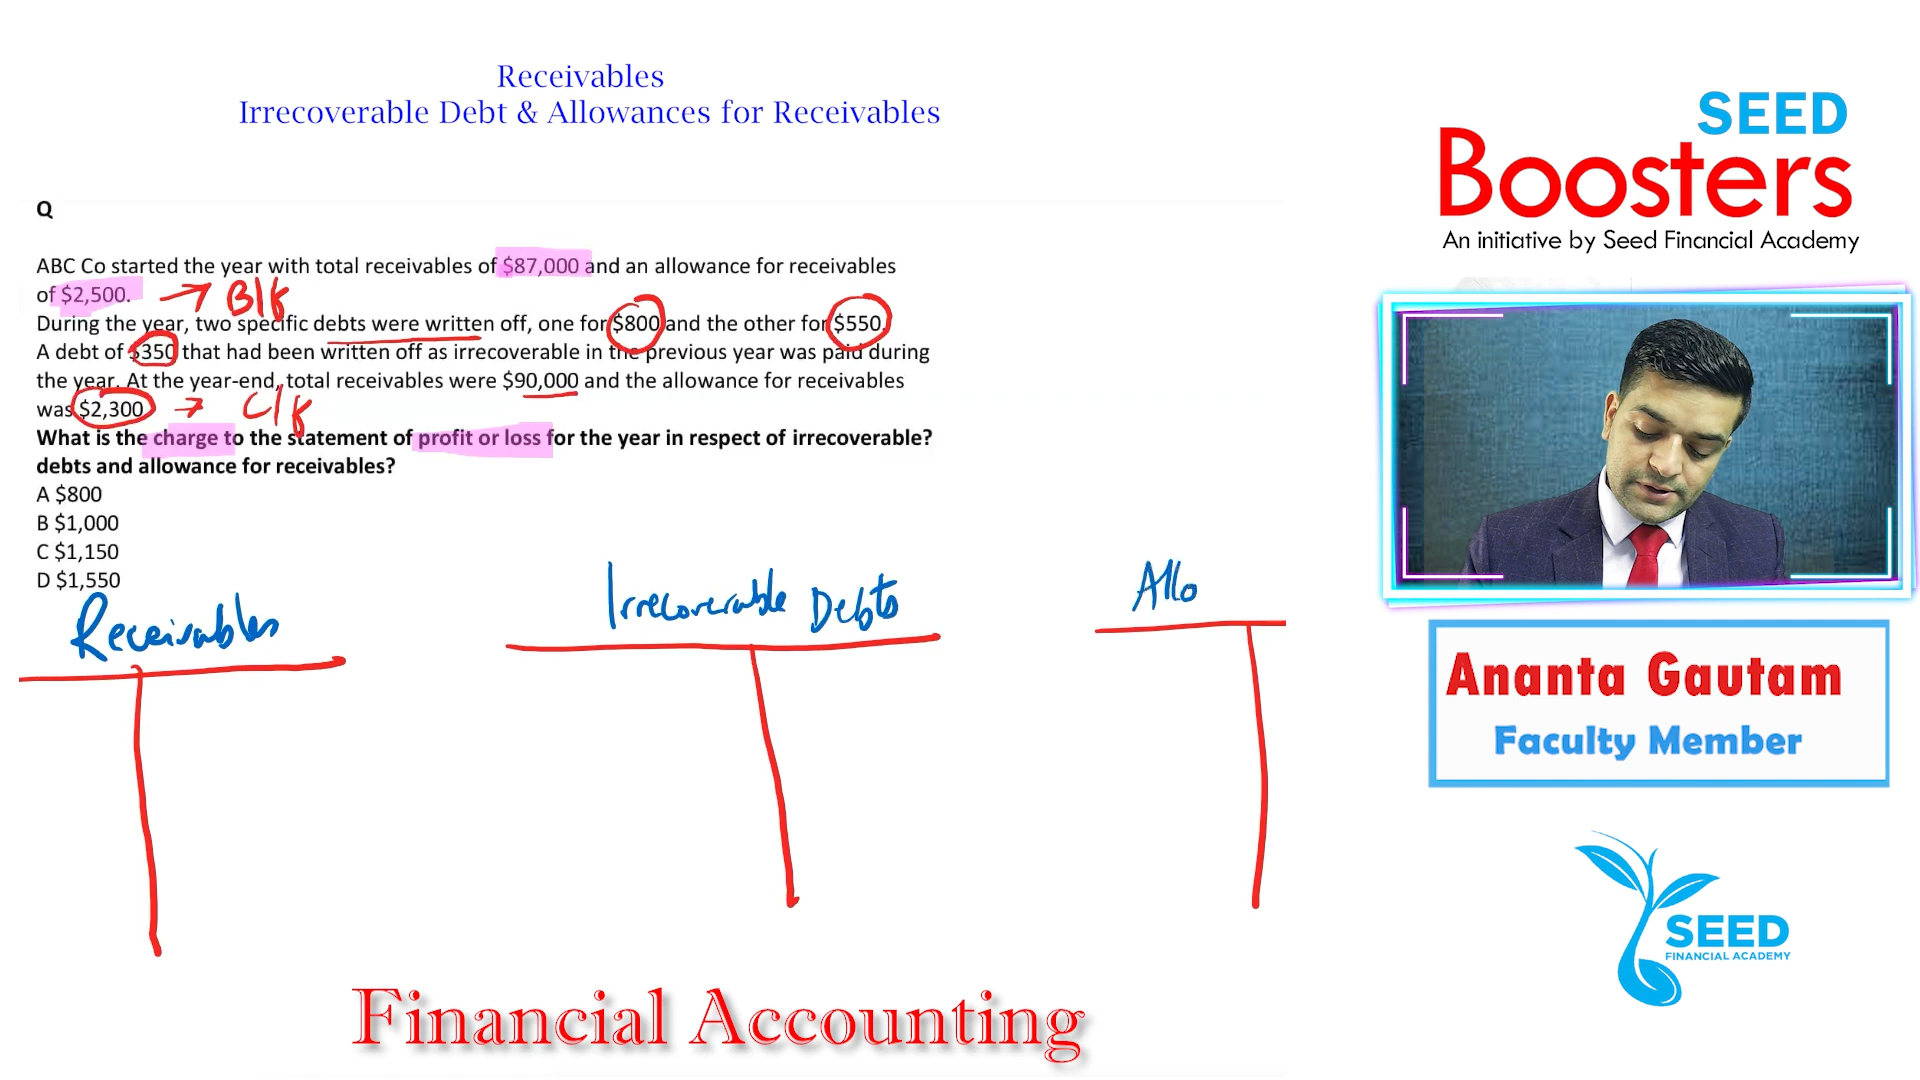 Receivables
Irrecoverable Debt & Allowances for Receivables
Q
ABC Co started the year with total receivables of $87,000 and an allowance for receivables
of $2,500. → B/f
During the year, two specific debts were written off, one for $800 and the other for $550.
A debt of $350 that had been written off as irrecoverable in the previous year was paid during
the year. At the year-end, total receivables were $90,000 and the allowance for receivables
was $2,300 → C/f
What is the charge to the statement of profit or loss for the year in respect of irrecoverable?
debts and allowance for receivables?
A $800
B $1,000
C $1,150
D $1,550
Receivables
Irrecoverable Debts
Allo
Financial Accounting
SEED
Boosters
An initiative by Seed Financial Academy
Ananta Gautam
Faculty Member
SEED
FINANCIAL ACADEMY